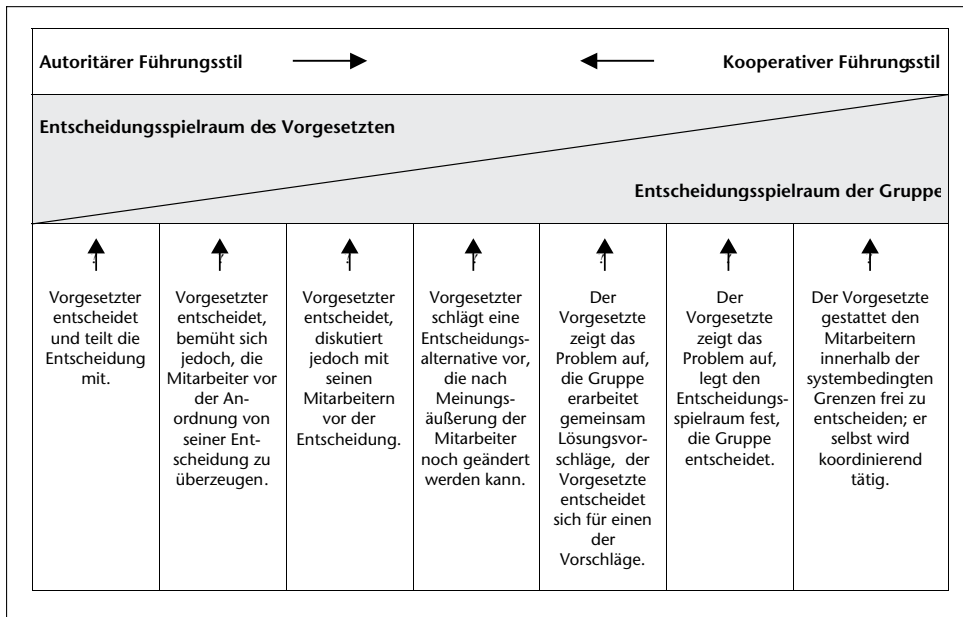 Autoritärer Führungsstil
Kooperativer Führungsstil
Entscheidungsspielraum des Vorgesetzten
Entscheidungsspielraum der Gruppe
Vorgesetzter
entscheidet
und teilt die
Entscheidung
mit.
Vorgesetzter
entscheidet,
bemüht sich
jedoch, die
Mitarbeiter vor
der An-
ordnung von
seiner Ent-
scheidung zu
überzeugen.
Vorgesetzter
entscheidet,
diskutiert
jedoch mit
seinen
Mitarbeitern
vor der
Entscheidung.
Vorgesetzter
schlägt eine
Entscheidungs-
alternative vor,
die nach
Meinungs-
äußerung der
Mitarbeiter
noch geändert
werden kann.
Der
Vorgesetzte
zeigt das
Problem auf,
die Gruppe
erarbeitet
gemeinsam
Lösungsvor-
schläge, der
Vorgesetzte
entscheidet
sich für einen
der
Vorschläge.
Der
Vorgesetzte
zeigt das
Problem auf,
legt den
Entscheidungs-
spielraum fest,
die Gruppe
entscheidet.
Der Vorgesetzte
gestattet den
Mitarbeitern
innerhalb der
systembedingten
Grenzen frei zu
entscheiden; er
selbst wird
koordinierend
tätig.